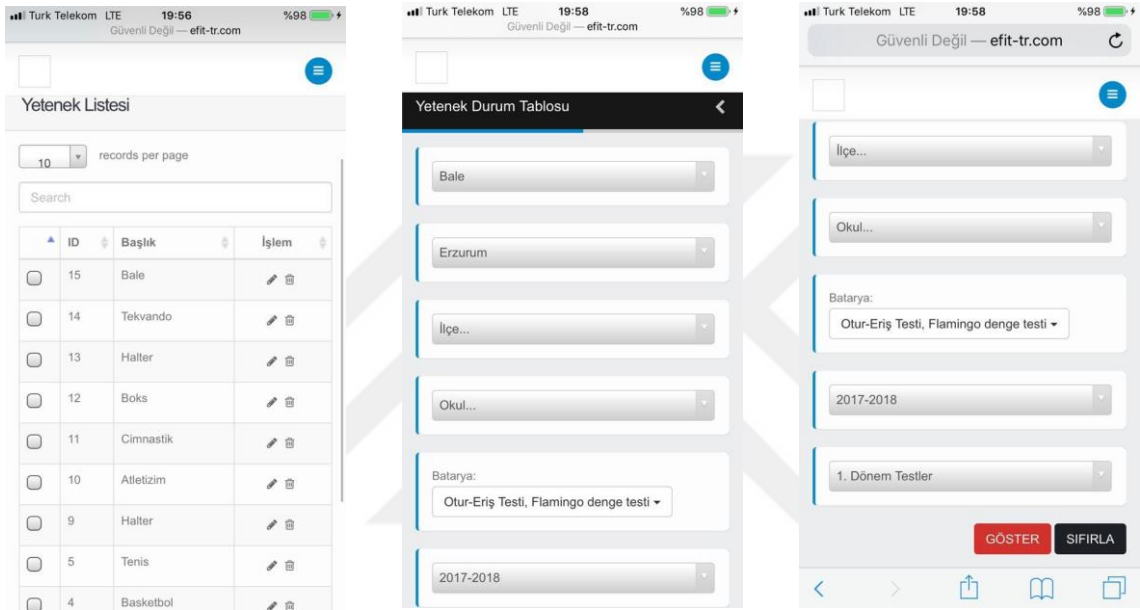 Turk Telekom LTE 19:56 %98
Güvenli Değil — efit-tr.com
Yetenek Listesi
10 records per page
Search
ID Başlık İşlem
15 Bale
14 Tekvando
13 Halter
12 Boks
11 Cimnastik
10 Atletizim
9 Halter
5 Tenis
4 Basketbol
Turk Telekom LTE 19:58 %98
Güvenli Değil — efit-tr.com
Yetenek Durum Tablosu
Bale
Erzurum
İlçe...
Okul...
Batarya:
Otur-Eriş Testi, Flamingo denge testi
2017-2018
Turk Telekom LTE 19:58 %98
Güvenli Değil — efit-tr.com
İlçe...
Okul...
Batarya:
Otur-Eriş Testi, Flamingo denge testi
2017-2018
1. Dönem Testler
GÖSTER SIFIRLA